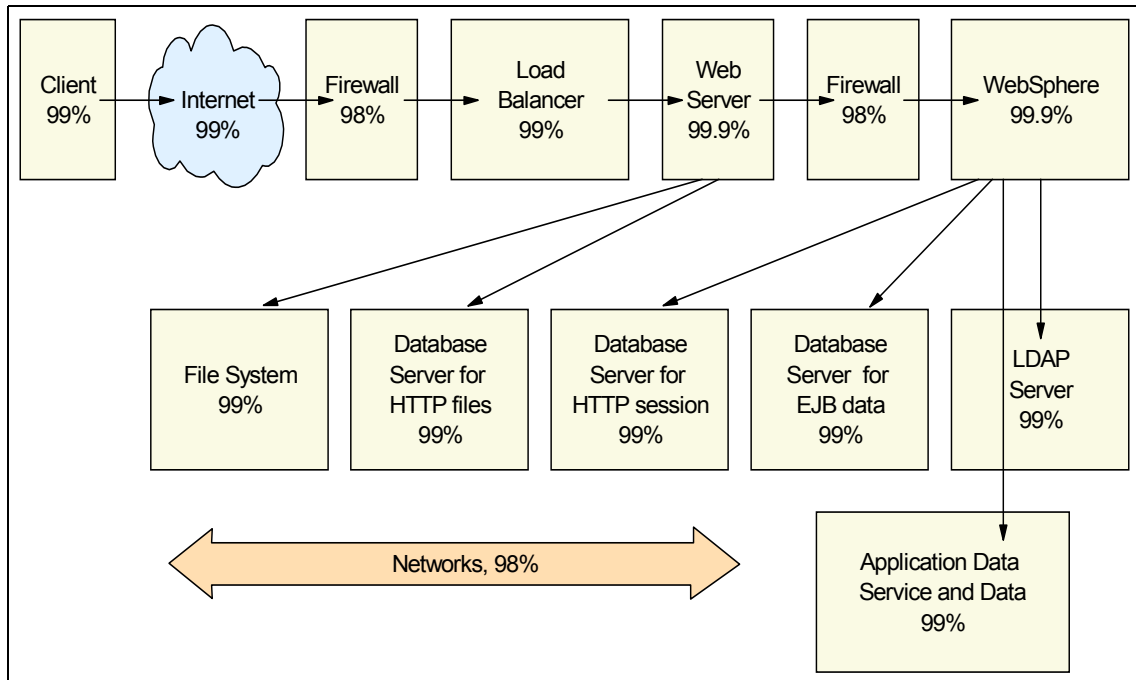 Client
99%
Internet
99%
Firewall
98%
Load
Balancer
99%
Web
Server
99.9%
Firewall
98%
WebSphere
99.9%
File System
99%
Database
Server for
HTTP files
99%
Database
Server for
HTTP session
99%
Database
Server for
EJB data
99%
LDAP
Server
99%
Networks, 98%
Application Data
Service and Data
99%